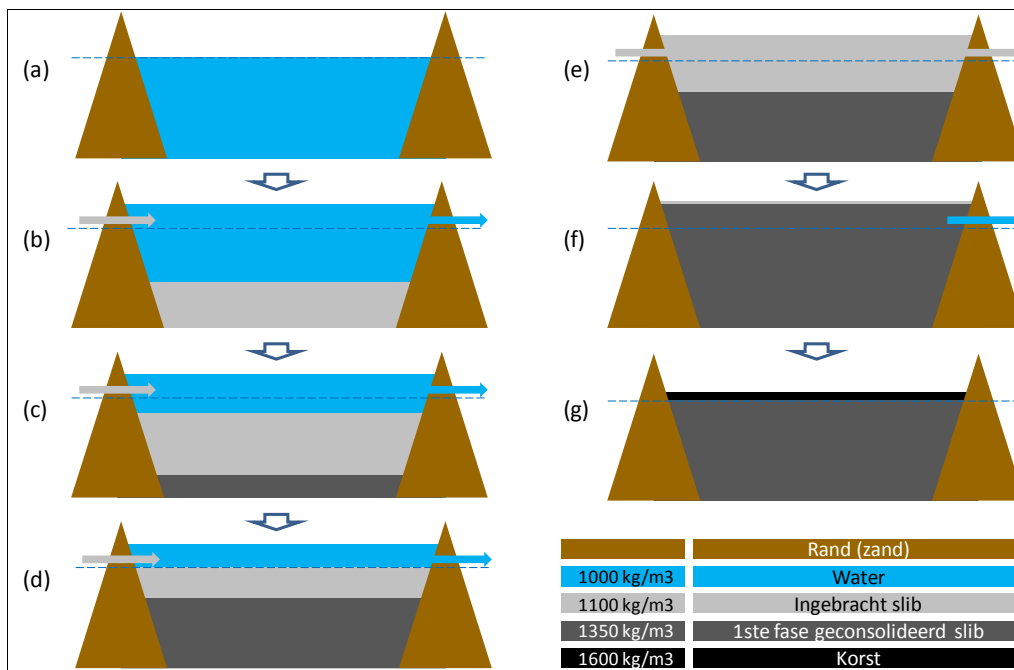 (a)
(b)
(c)
(d)
(e)
(f)
(g)
Rand (zand)
1000 kg/m3 Water
1100 kg/m3 Ingebracht slib
1350 kg/m3 1ste fase geconsolideerd slib
1600 kg/m3 Korst